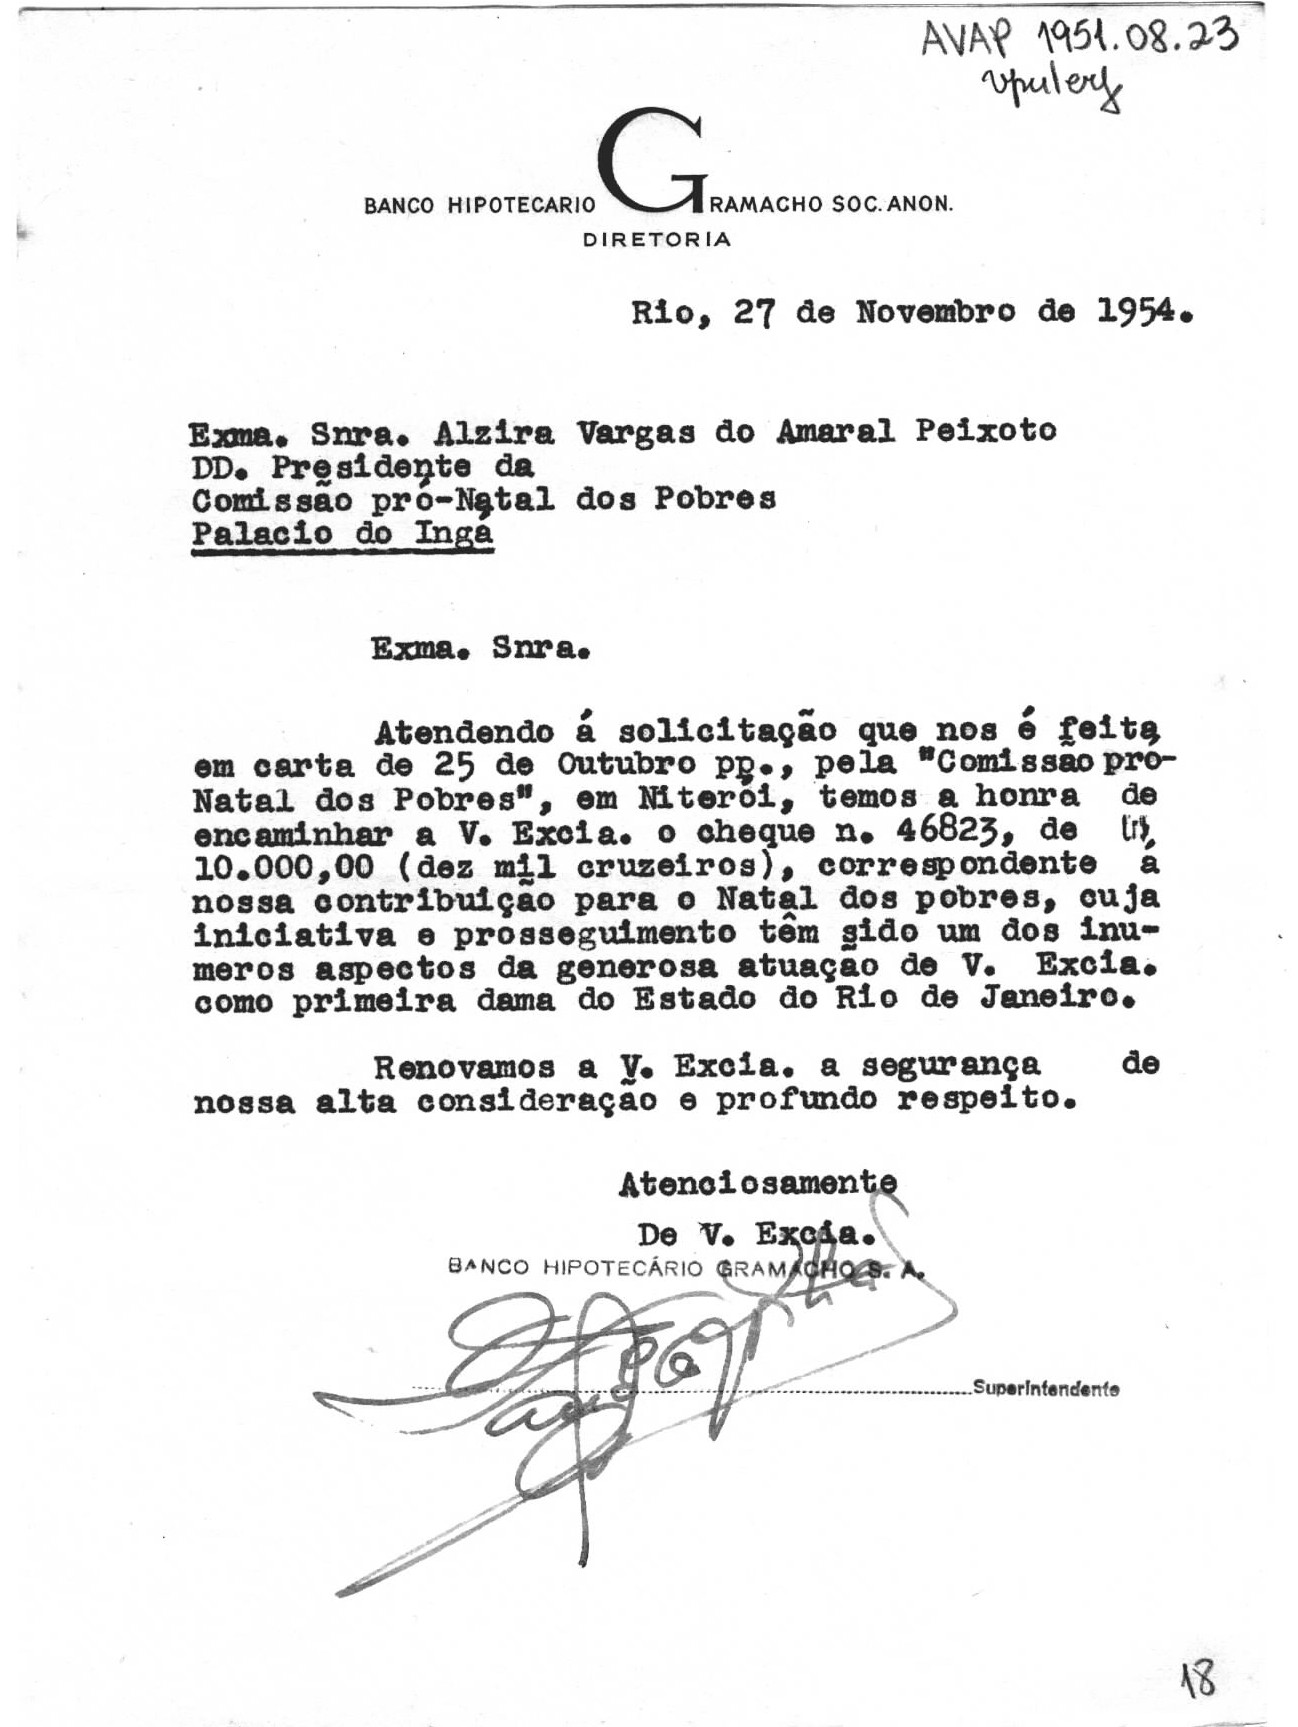 AVAP 1951.08.23
BANCO HIPOTECARIO GRAMACHO SOC. ANON.
DIRETORIA
Rio, 27 de Novembro de 1954.
Exma. Snra. Alzira Vargas do Amaral Peixoto
DD. Presidente da
Comissão pró-Natal dos Pobres
Palacio do Ingá
Exma. Snra.
Atendendo á solicitação que nos é feita
em carta de 25 de Outubro pp., pela "Comissão pró-
Natal dos Pobres", em Niterói, temos a honra de
encaminhar a V. Excia. o cheque n. 46823, de
10.000,00 (dez mil cruzeiros), correspondente á
nossa contribuição para o Natal dos pobres, cuja
iniciativa e prosseguimento têm sido um dos inu-
meros aspectos da generosa atuação de V. Excia.
como primeira dama do Estado do Rio de Janeiro.
Renovamos a V. Excia. a segurança de
nossa alta consideração e profundo respeito.
Atenciosamente
De V. Excia.
BANCO HIPOTECÁRIO GRAMACHO S. A.
Superintendente
18